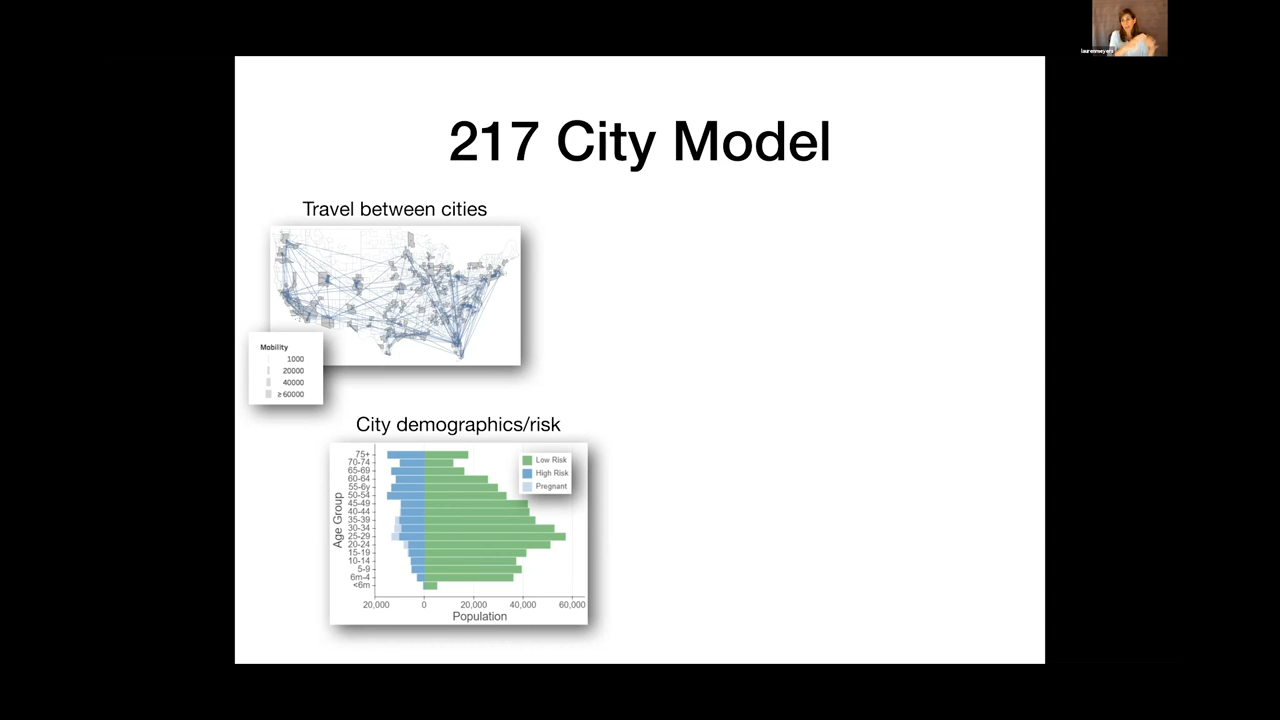 laurenmeyers
217 City Model
Travel between cities
Mobility
1000
20000
40000
≥ 60000
City demographics/risk
75+
70-74
65-69
60-64
55-6y
50-54
45-49
40-44
35-39
30-34
25-29
20-24
15-19
10-14
5-9
6m-4
<6m
Age Group
Low Risk
High Risk
Pregnant
20,000 0 20,000 40,000 60,000
Population